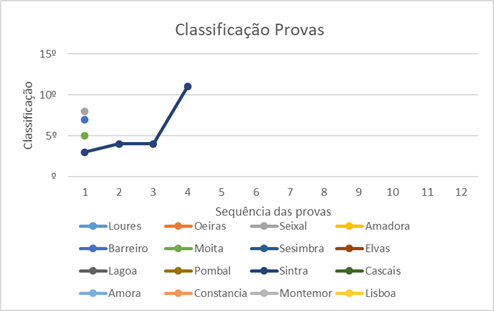 Classificação Provas
15º
10º
5º
º
Classificação
1 2 3 4 5 6 7 8 9 10 11 12
Sequência das provas
Loures Oeiras Seixal Amadora
Barreiro Moita Sesimbra Elvas
Lagoa Pombal Sintra Cascais
Amora Constancia Montemor Lisboa